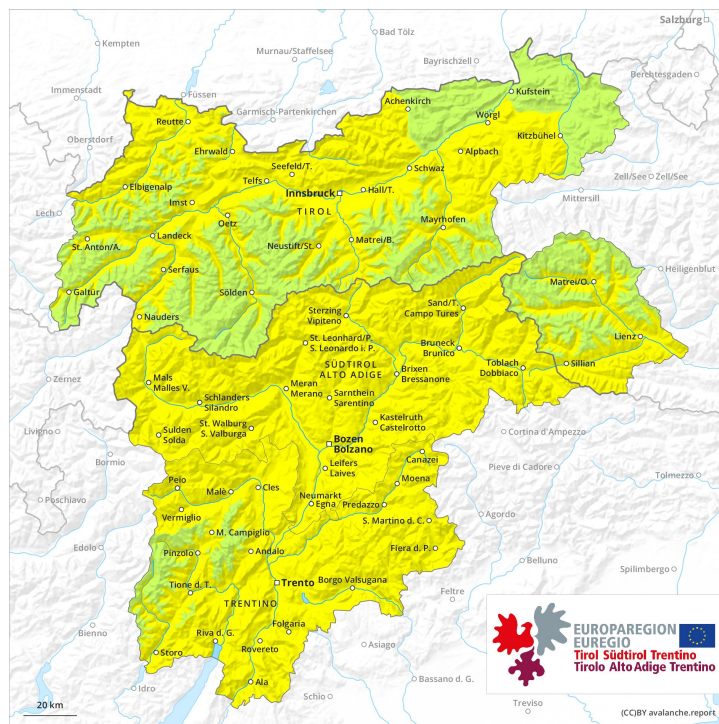 Salzburg
Kempten
Bad Tölz
Murnau/Staffelsee
Bayrischzell
Berchtesgaden
Immenstadt
Füssen
Garmisch-Partenkirchen
Achenkirch
Kufstein
Oberstdorf
Reutte
Wörgl
Kitzbühel
Ehrwald
Seefeld/T.
Alpbach
Schwaz
Telfs
Elbigenalp
Innsbruck
Hall/T.
Zell/See
Zell/See
Mittersill
Lech
Imst
TIROL
Oetz
Mayrhofen
St. Anton/A.
Landeck
Neustift/St.
Matrei/B.
Serfaus
Heiligenblut
Matrei/O.
Galtür
Sölden
Nauders
Sand/T.
Campo Tures
Sterzing
Vipiteno
Lienz
St. Leonhard/P.
S. Leonardo i. P.
Bruneck
Brunico
Sillian
Toblach
Dobbiaco
SÜDTIROL
ALTO ADIGE
Brixen
Bressanone
Zernez
Mals
Malles V.
Meran
Merano
Schlanders
Silandro
Sarnthein
Sarentino
Kastelruth
Castelrotto
Livigno
St. Walburg
S. Valburga
Sulden
Solda
Bozen
Bolzano
Cortina d'Ampezzo
Bormio
Leifers
Laives
Canazei
Pieve di Cadore
Tolmezzo
Poschiavo
Peio
Cles
Malè
Neumarkt
Egna
Moena
Predazzo
Vermiglio
Agordo
S. Martino d. C.
M. Campiglio
Edolo
Pinzolo
Andalo
Fiera d. P.
Belluno
Spilimbergo
Tione d. T.
Trento
Borgo Valsugana
Feltre
TRENTINO
Folgaria
Bienno
Riva d. G.
Rovereto
Asiago
Storo
Ala
Bassano d. G.
Idro
Schio
Treviso
EUROPAREGION
EUREGIO
Tirol Südtirol Trentino
Tirolo Alto Adige Trentino
20 km
(CC)BY avalanche.report